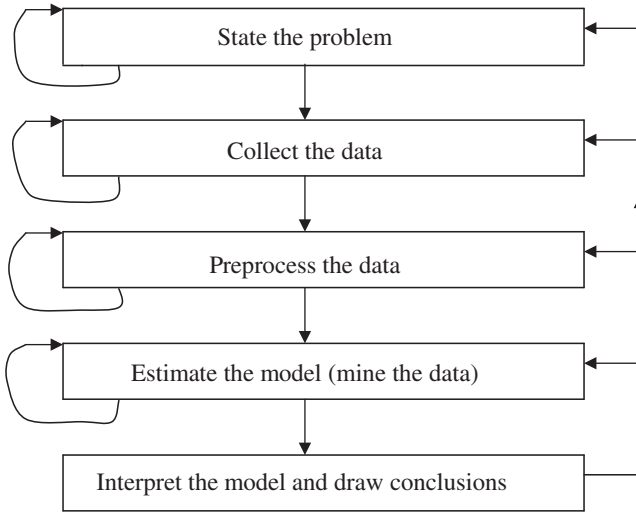 State the problem
Collect the data
Preprocess the data
Estimate the model (mine the data)
Interpret the model and draw conclusions